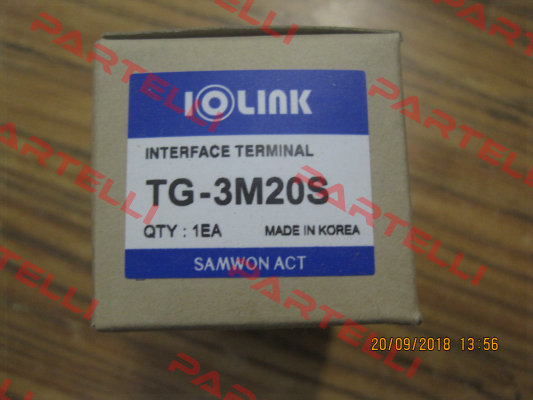 PARTELLI
PARTELLI
PARTELLI
IOLINK
INTERFACE TERMINAL
TG-3M20S
QTY : 1EA MADE IN KOREA
SAMWON ACT
PARTELLI
PARTELLI
PARTELLI
20/09/2018 13:56